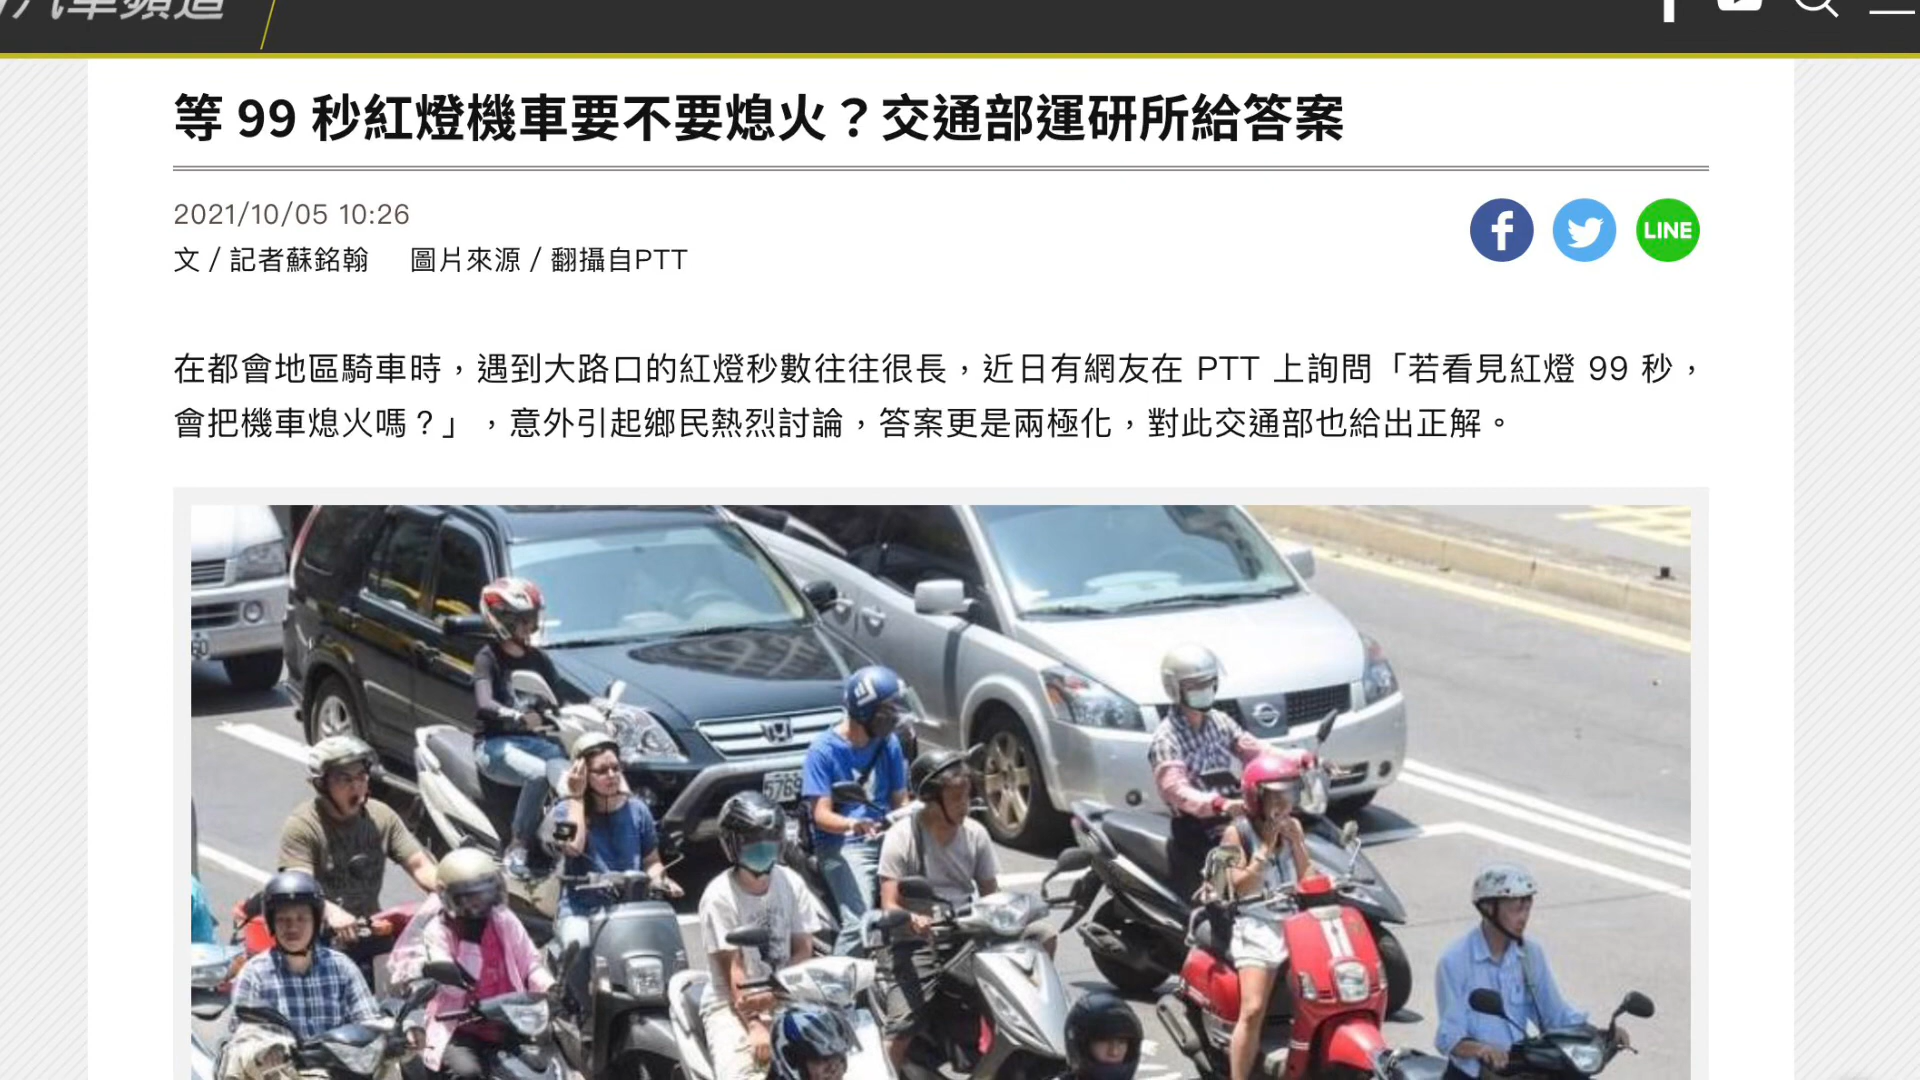 汽車頻道
等 99 秒紅燈機車要不要熄火？交通部運研所給答案
2021/10/05 10:26
文 / 記者蘇銘翰 圖片來源 / 翻攝自PTT
LINE
在都會地區騎車時，遇到大路口的紅燈秒數往往很長，近日有網友在 PTT 上詢問「若看見紅燈 99 秒，
會把機車熄火嗎？」，意外引起鄉民熱烈討論，答案更是兩極化，對此交通部也給出正解。
5769